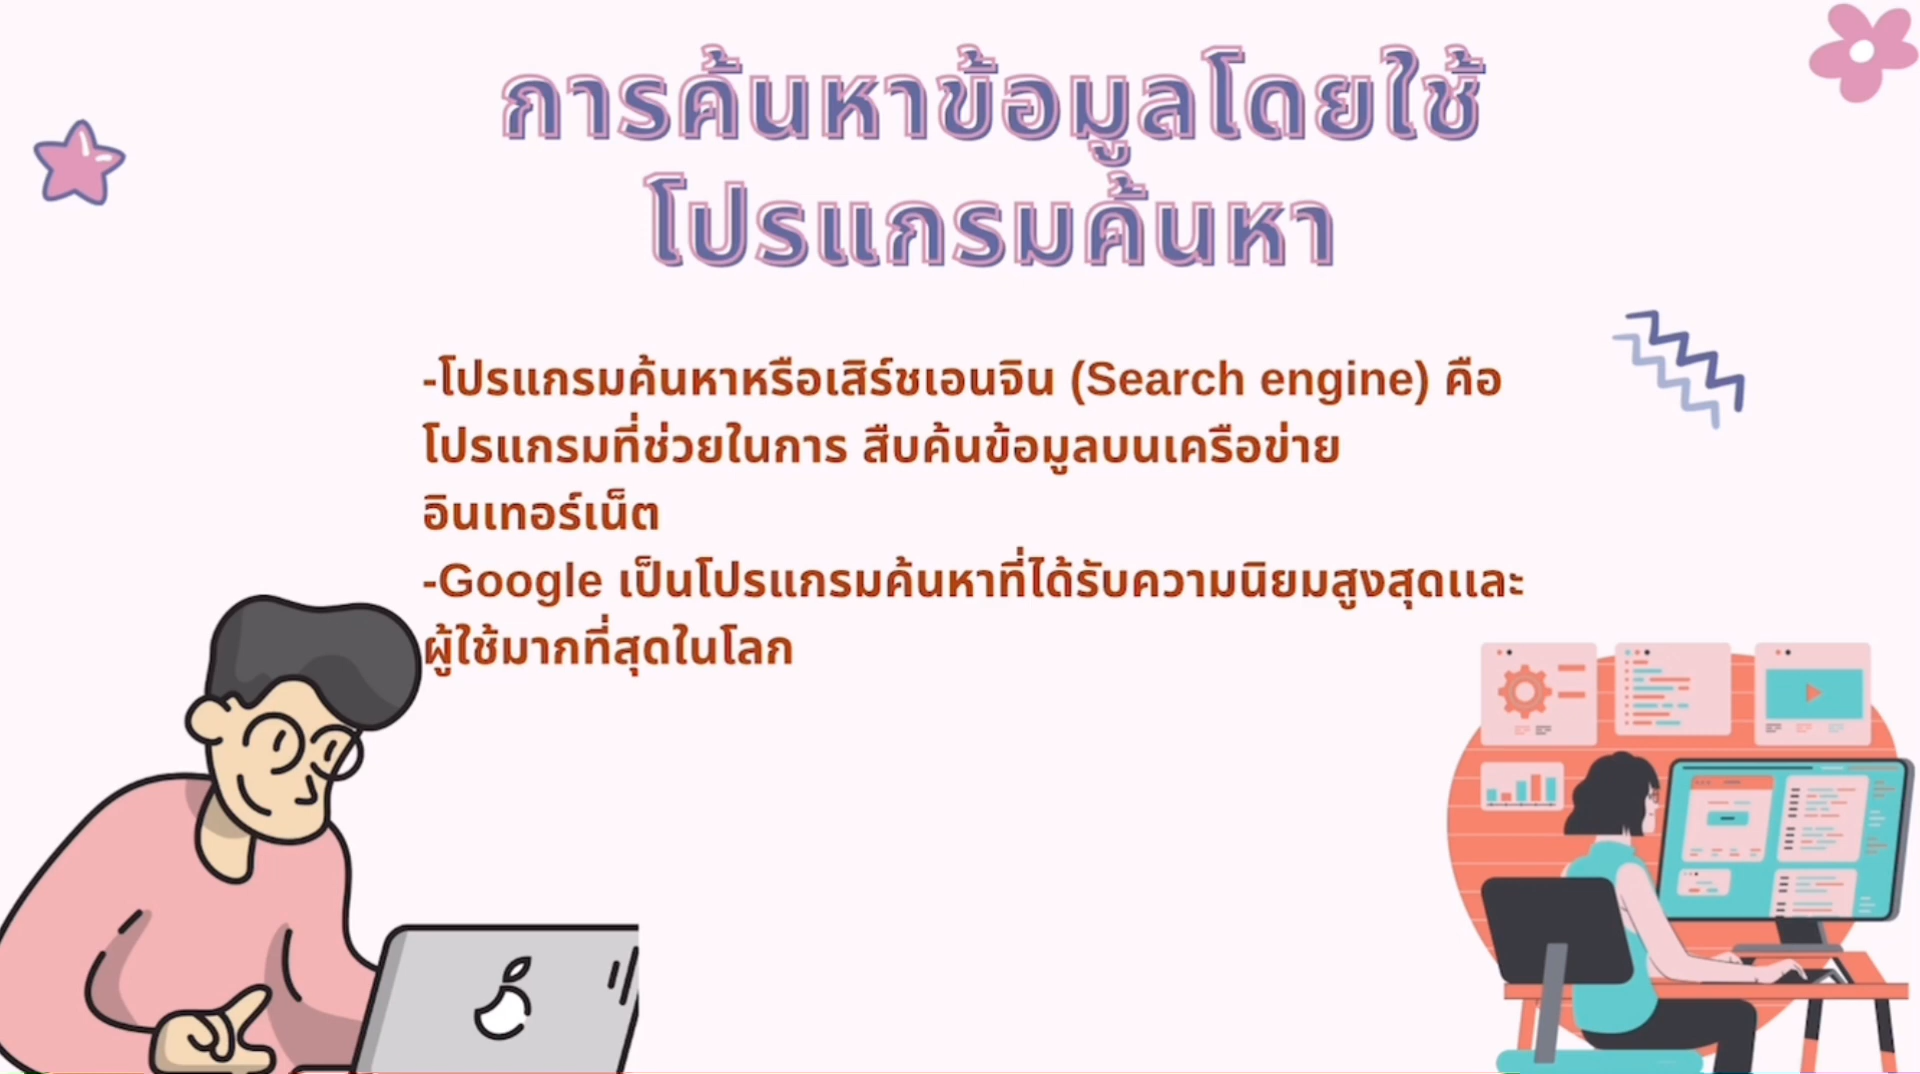 การค้นหาข้อมูลโดยใช้
โปรแกรมค้นหา
-โปรแกรมค้นหาหรือเสิร์ชเอนจิน (Search engine) คือ
โปรแกรมที่ช่วยในการ สืบค้นข้อมูลบนเครือข่าย
อินเทอร์เน็ต
-Google เป็นโปรแกรมค้นหาที่ได้รับความนิยมสูงสุดและ
ผู้ใช้มากที่สุดในโลก